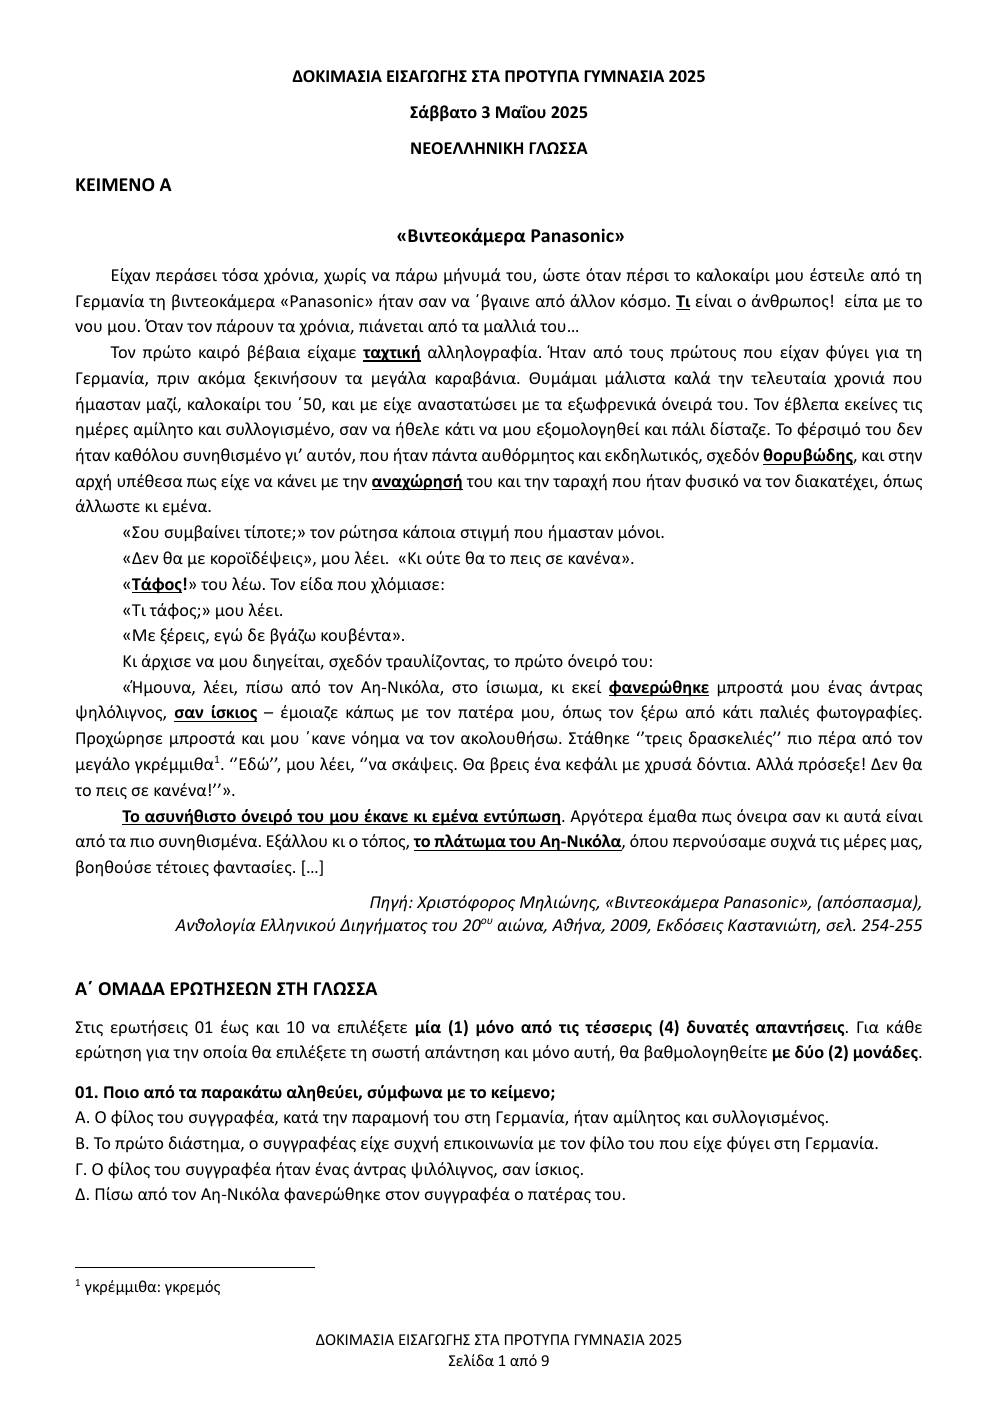 ΔΟΚΙΜΑΣΙΑ ΕΙΣΑΓΩΓΗΣ ΣΤΑ ΠΡΟΤΥΠΑ ΓΥΜΝΑΣΙΑ 2025
Σάββατο 3 Μαΐου 2025
ΝΕΟΕΛΛΗΝΙΚΗ ΓΛΩΣΣΑ
ΚΕΙΜΕΝΟ Α
«Βιντεοκάμερα Panasonic»
Είχαν περάσει τόσα χρόνια, χωρίς να πάρω μήνυμά του, ώστε όταν πέρσι το καλοκαίρι μου έστειλε από τη
Γερμανία τη βιντεοκάμερα «Panasonic» ήταν σαν να ΄βγαινε από άλλον κόσμο. Τι είναι ο άνθρωπος! είπα με το
νου μου. Όταν τον πάρουν τα χρόνια, πιάνεται από τα μαλλιά του…
Τον πρώτο καιρό βέβαια είχαμε ταχτική αλληλογραφία. Ήταν από τους πρώτους που είχαν φύγει για τη
Γερμανία, πριν ακόμα ξεκινήσουν τα μεγάλα καραβάνια. Θυμάμαι μάλιστα καλά την τελευταία χρονιά που
ήμασταν μαζί, καλοκαίρι του ΄50, και με είχε αναστατώσει με τα εξωφρενικά όνειρά του. Τον έβλεπα εκείνες τις
ημέρες αμίλητο και συλλογισμένο, σαν να ήθελε κάτι να μου εξομολογηθεί και πάλι δίσταζε. Το φέρσιμό του δεν
ήταν καθόλου συνηθισμένο γι’ αυτόν, που ήταν πάντα αυθόρμητος και εκδηλωτικός, σχεδόν θορυβώδης, και στην
αρχή υπέθεσα πως είχε να κάνει με την αναχώρησή του και την ταραχή που ήταν φυσικό να τον διακατέχει, όπως
άλλωστε κι εμένα.
«Σου συμβαίνει τίποτε;» τον ρώτησα κάποια στιγμή που ήμασταν μόνοι.
«Δεν θα με κοροϊδέψεις», μου λέει. «Κι ούτε θα το πεις σε κανένα».
«Τάφος!» του λέω. Τον είδα που χλόμιασε:
«Τι τάφος;» μου λέει.
«Με ξέρεις, εγώ δε βγάζω κουβέντα».
Κι άρχισε να μου διηγείται, σχεδόν τραυλίζοντας, το πρώτο όνειρό του:
«Ήμουνα, λέει, πίσω από τον Αη-Νικόλα, στο ίσιωμα, κι εκεί φανερώθηκε μπροστά μου ένας άντρας
ψηλόλιγνος, σαν ίσκιος – έμοιαζε κάπως με τον πατέρα μου, όπως τον ξέρω από κάτι παλιές φωτογραφίες.
Προχώρησε μπροστά και μου ΄κανε νόημα να τον ακολουθήσω. Στάθηκε ‘’τρεις δρασκελιές’’ πιο πέρα από τον
μεγάλο γκρέμμιθα¹. ‘’Εδώ’’, μου λέει, ‘’να σκάψεις. Θα βρεις ένα κεφάλι με χρυσά δόντια. Αλλά πρόσεξε! Δεν θα
το πεις σε κανένα!’’».
Το ασυνήθιστο όνειρό του μου έκανε κι εμένα εντύπωση. Αργότερα έμαθα πως όνειρα σαν κι αυτά είναι
από τα πιο συνηθισμένα. Εξάλλου κι ο τόπος, το πλάτωμα του Αη-Νικόλα, όπου περνούσαμε συχνά τις μέρες μας,
βοηθούσε τέτοιες φαντασίες. […]
Πηγή: Χριστόφορος Μηλιώνης, «Βιντεοκάμερα Panasonic», (απόσπασμα),
Ανθολογία Ελληνικού Διηγήματος του 20ου αιώνα, Αθήνα, 2009, Εκδόσεις Καστανιώτη, σελ. 254-255
Α΄ ΟΜΑΔΑ ΕΡΩΤΗΣΕΩΝ ΣΤΗ ΓΛΩΣΣΑ
Στις ερωτήσεις 01 έως και 10 να επιλέξετε μία (1) μόνο από τις τέσσερις (4) δυνατές απαντήσεις. Για κάθε
ερώτηση για την οποία θα επιλέξετε τη σωστή απάντηση και μόνο αυτή, θα βαθμολογηθείτε με δύο (2) μονάδες.
01. Ποιο από τα παρακάτω αληθεύει, σύμφωνα με το κείμενο;
Α. Ο φίλος του συγγραφέα, κατά την παραμονή του στη Γερμανία, ήταν αμίλητος και συλλογισμένος.
Β. Το πρώτο διάστημα, ο συγγραφέας είχε συχνή επικοινωνία με τον φίλο του που είχε φύγει στη Γερμανία.
Γ. Ο φίλος του συγγραφέα ήταν ένας άντρας ψιλόλιγνος, σαν ίσκιος.
Δ. Πίσω από τον Αη-Νικόλα φανερώθηκε στον συγγραφέα ο πατέρας του.
¹ γκρέμμιθα: γκρεμός
ΔΟΚΙΜΑΣΙΑ ΕΙΣΑΓΩΓΗΣ ΣΤΑ ΠΡΟΤΥΠΑ ΓΥΜΝΑΣΙΑ 2025
Σελίδα 1 από 9